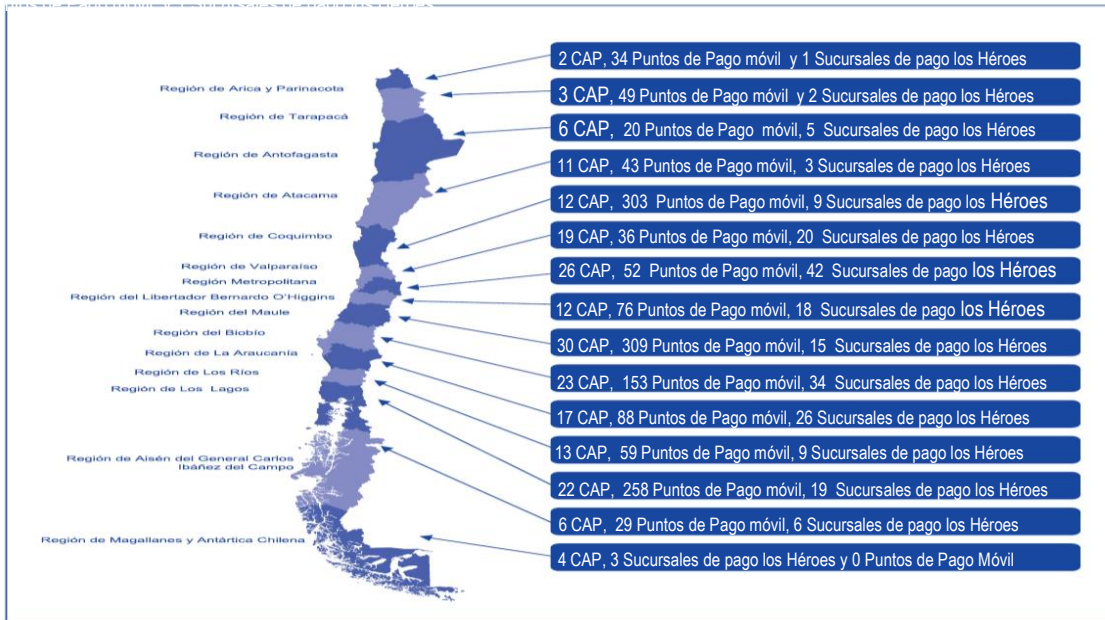 Puntos de Pago móvil y 1 Sucursales de pago los Héroes
2 CAP, 34 Puntos de Pago móvil y 1 Sucursales de pago los Héroes
Región de Arica y Parinacota
3 CAP, 49 Puntos de Pago móvil y 2 Sucursales de pago los Héroes
Región de Tarapacá
6 CAP, 20 Puntos de Pago móvil, 5 Sucursales de pago los Héroes
Región de Antofagasta
11 CAP, 43 Puntos de Pago móvil, 3 Sucursales de pago los Héroes
Región de Atacama
12 CAP, 303 Puntos de Pago móvil, 9 Sucursales de pago los Héroes
Región de Coquimbo
19 CAP, 36 Puntos de Pago móvil, 20 Sucursales de pago los Héroes
Región de Valparaíso
26 CAP, 52 Puntos de Pago móvil, 42 Sucursales de pago los Héroes
Región Metropolitana
Región del Libertador Bernardo O'Higgins
12 CAP, 76 Puntos de Pago móvil, 18 Sucursales de pago los Héroes
Región del Maule
Región del Biobío
30 CAP, 309 Puntos de Pago móvil, 15 Sucursales de pago los Héroes
Región de La Araucanía
Región de Los Ríos
23 CAP, 153 Puntos de Pago móvil, 34 Sucursales de pago los Héroes
Región de Los Lagos
17 CAP, 88 Puntos de Pago móvil, 26 Sucursales de pago los Héroes
13 CAP, 59 Puntos de Pago móvil, 9 Sucursales de pago los Héroes
Región de Aisén del General Carlos
Ibáñez del Campo
22 CAP, 258 Puntos de Pago móvil, 19 Sucursales de pago los Héroes
6 CAP, 29 Puntos de Pago móvil, 6 Sucursales de pago los Héroes
Región de Magallanes y Antártica Chilena
4 CAP, 3 Sucursales de pago los Héroes y 0 Puntos de Pago Móvil